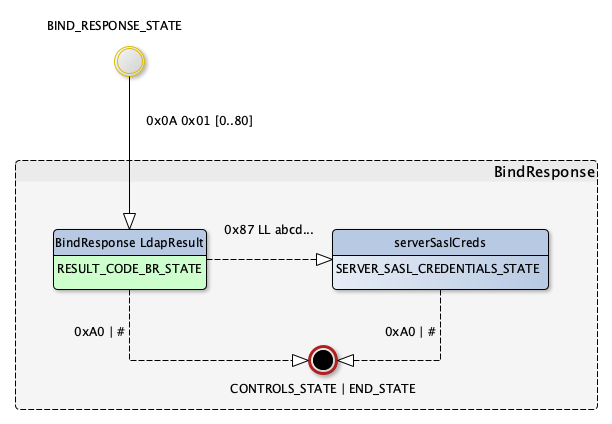 BIND_RESPONSE_STATE
0x0A 0x01 [0..80]
BindResponse
BindResponse LdapResult
RESULT_CODE_BR_STATE
0x87 LL abcd...
serverSaslCreds
SERVER_SASL_CREDENTIALS_STATE
0xA0 | #
0xA0 | #
CONTROLS_STATE | END_STATE